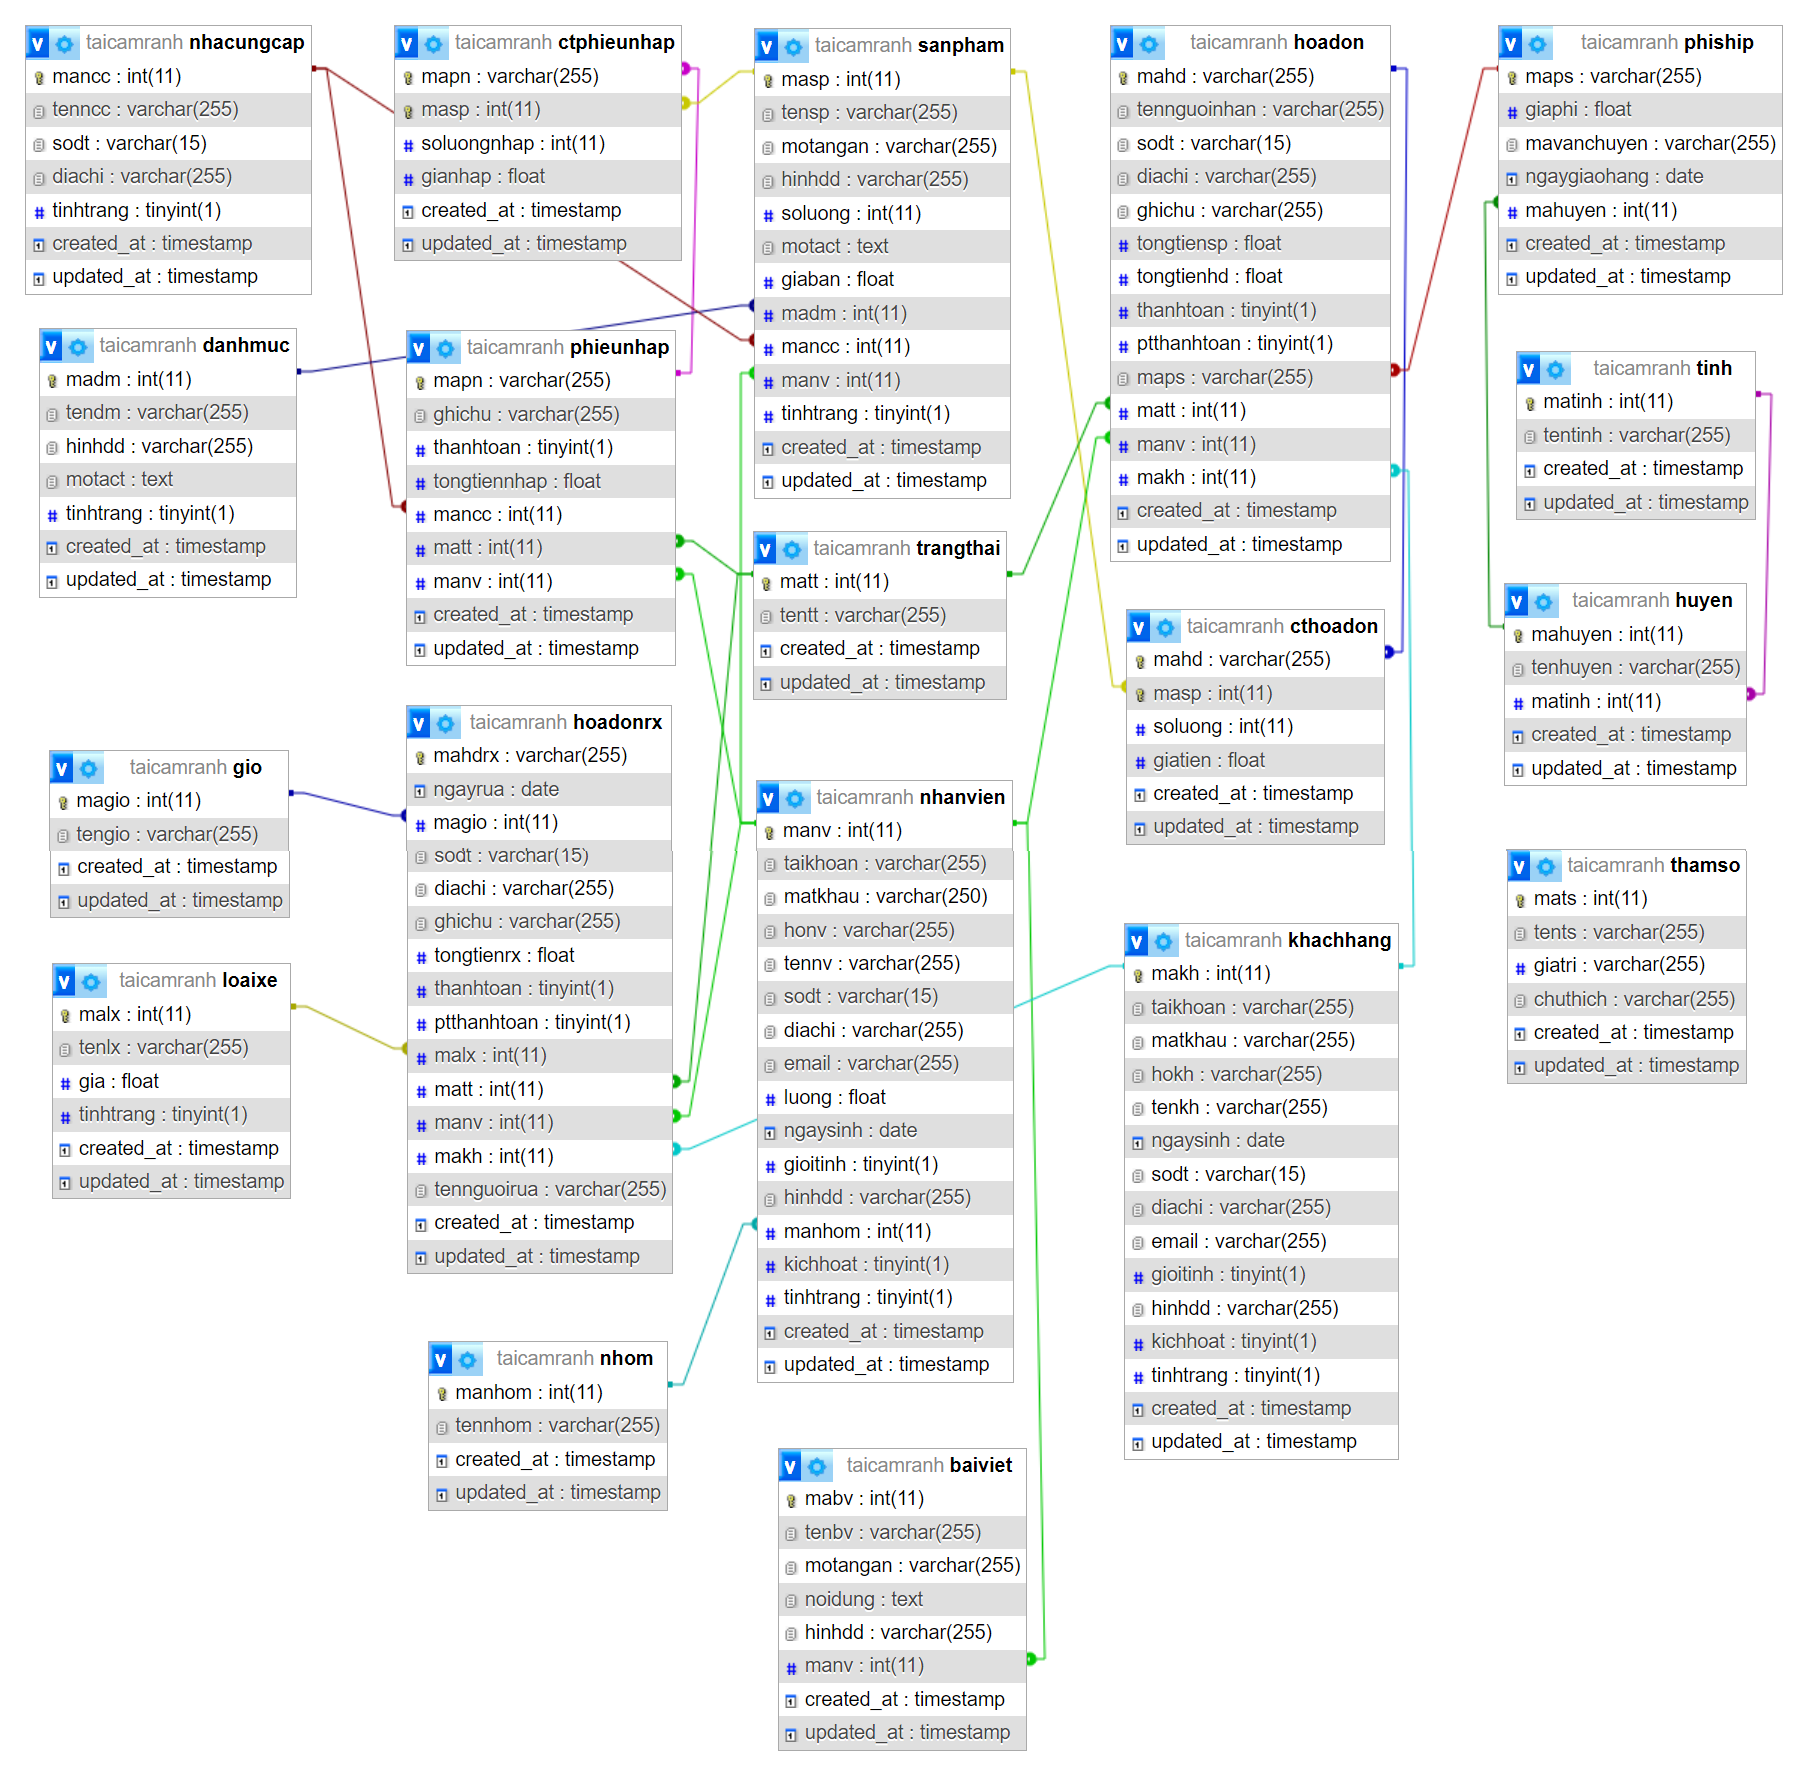 taicamranh nhacungcap
mancc : int(11)
tenncc : varchar(255)
sodt : varchar(15)
diachi : varchar(255)
tinhtrang : tinyint(1)
created_at : timestamp
updated_at : timestamp
taicamranh ctphieunhap
mapn : varchar(255)
masp : int(11)
soluongnhap : int(11)
gianhap : float
created_at : timestamp
updated_at : timestamp
taicamranh sanpham
masp : int(11)
tensp : varchar(255)
motangan : varchar(255)
hinhdd : varchar(255)
soluong : int(11)
motact : text
giaban : float
madm : int(11)
mancc : int(11)
manv : int(11)
tinhtrang : tinyint(1)
created_at : timestamp
updated_at : timestamp
taicamranh hoadon
mahd : varchar(255)
tennguoinhan : varchar(255)
sodt : varchar(15)
diachi : varchar(255)
ghichu : varchar(255)
tongtiensp : float
tongtienhd : float
thanhtoan : tinyint(1)
ptthanhtoan : tinyint(1)
maps : varchar(255)
matt : int(11)
manv : int(11)
makh : int(11)
created_at : timestamp
updated_at : timestamp
taicamranh phiship
maps : varchar(255)
giaphi : float
mavanchuyen : varchar(255)
ngaygiaohang : date
mahuyen : int(11)
created_at : timestamp
updated_at : timestamp
taicamranh danhmuc
madm : int(11)
tendm : varchar(255)
hinhdd : varchar(255)
motact : text
tinhtrang : tinyint(1)
created_at : timestamp
updated_at : timestamp
taicamranh phieunhap
mapn : varchar(255)
ghichu : varchar(255)
thanhtoan : tinyint(1)
tongtiennhap : float
mancc : int(11)
matt : int(11)
manv : int(11)
created_at : timestamp
updated_at : timestamp
taicamranh tinh
matinh : int(11)
tentinh : varchar(255)
created_at : timestamp
updated_at : timestamp
taicamranh trangthai
matt : int(11)
tentt : varchar(255)
created_at : timestamp
updated_at : timestamp
taicamranh huyen
mahuyen : int(11)
tenhuyen : varchar(255)
matinh : int(11)
created_at : timestamp
updated_at : timestamp
taicamranh cthoadon
mahd : varchar(255)
masp : int(11)
soluong : int(11)
giatien : float
created_at : timestamp
updated_at : timestamp
taicamranh hoadonrx
mahdrx : varchar(255)
ngayrua : date
magio : int(11)
sodt : varchar(15)
diachi : varchar(255)
ghichu : varchar(255)
tongtienrx : float
thanhtoan : tinyint(1)
ptthanhtoan : tinyint(1)
malx : int(11)
matt : int(11)
manv : int(11)
makh : int(11)
tennguoirua : varchar(255)
created_at : timestamp
updated_at : timestamp
taicamranh gio
magio : int(11)
tengio : varchar(255)
created_at : timestamp
updated_at : timestamp
taicamranh nhanvien
manv : int(11)
taikhoan : varchar(255)
matkhau : varchar(250)
honv : varchar(255)
tennv : varchar(255)
sodt : varchar(15)
diachi : varchar(255)
email : varchar(255)
luong : float
ngaysinh : date
gioitinh : tinyint(1)
hinhdd : varchar(255)
manhom : int(11)
kichhoat : tinyint(1)
tinhtrang : tinyint(1)
created_at : timestamp
updated_at : timestamp
taicamranh thamso
mats : int(11)
tents : varchar(255)
giatri : varchar(255)
chuthich : varchar(255)
created_at : timestamp
updated_at : timestamp
taicamranh khachhang
makh : int(11)
taikhoan : varchar(255)
matkhau : varchar(255)
hokh : varchar(255)
tenkh : varchar(255)
ngaysinh : date
sodt : varchar(15)
diachi : varchar(255)
email : varchar(255)
gioitinh : tinyint(1)
hinhdd : varchar(255)
kichhoat : tinyint(1)
tinhtrang : tinyint(1)
created_at : timestamp
updated_at : timestamp
taicamranh loaixe
malx : int(11)
tenlx : varchar(255)
gia : float
tinhtrang : tinyint(1)
created_at : timestamp
updated_at : timestamp
taicamranh nhom
manhom : int(11)
tennhom : varchar(255)
created_at : timestamp
updated_at : timestamp
taicamranh baiviet
mabv : int(11)
tenbv : varchar(255)
motangan : varchar(255)
noidung : text
hinhdd : varchar(255)
manv : int(11)
created_at : timestamp
updated_at : timestamp